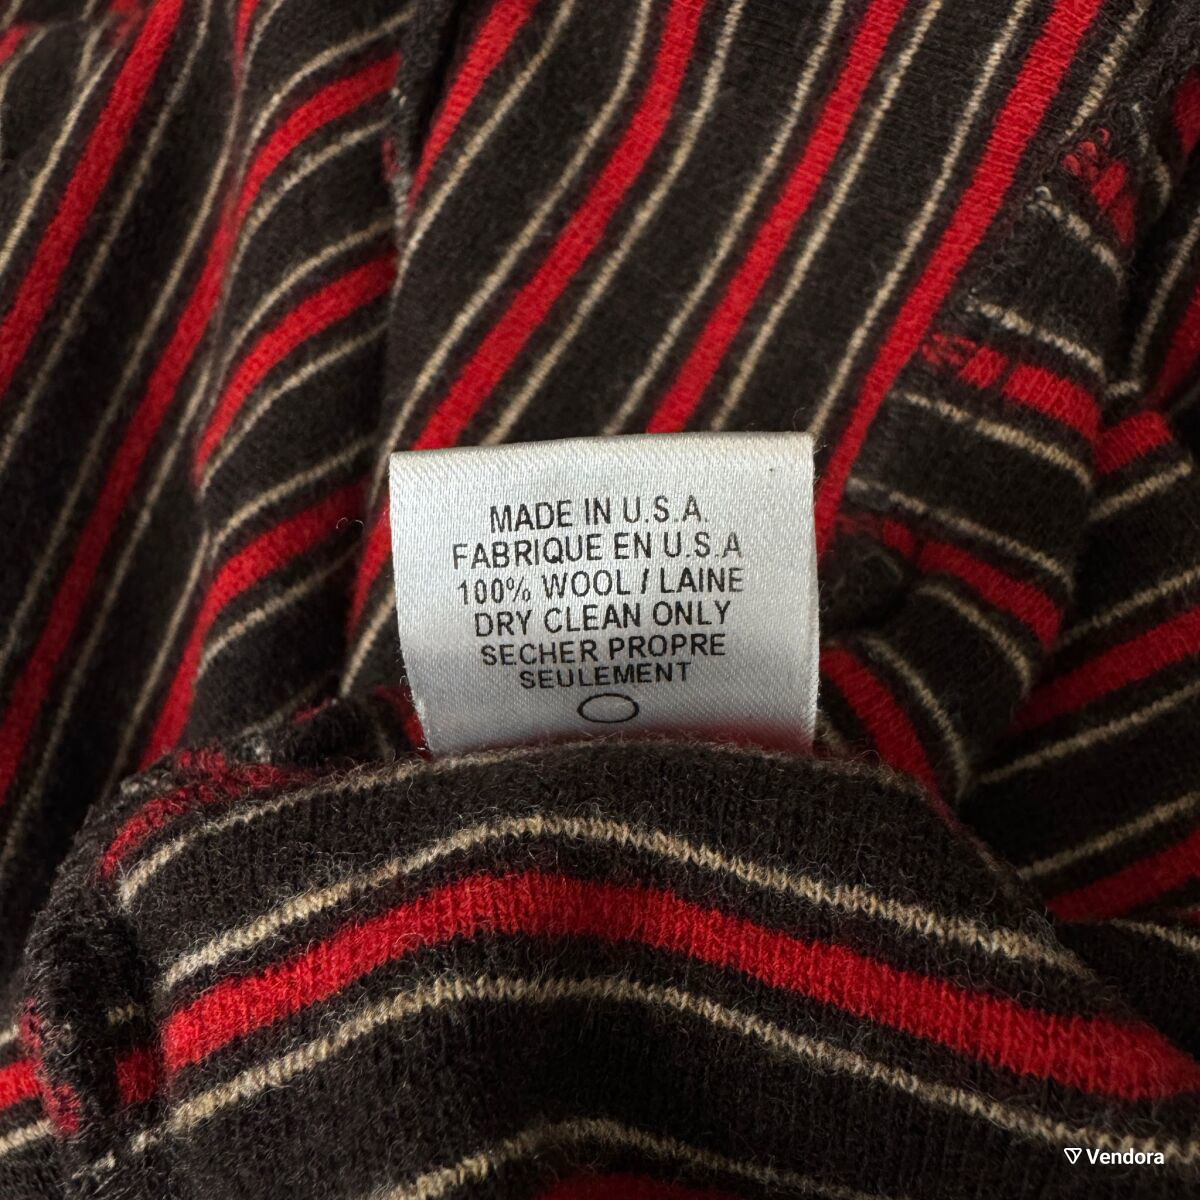 MADE IN U.S.A.
FABRIQUE EN U.S.A
100% WOOL / LAINE
DRY CLEAN ONLY
SECHER PROPRE
SEULEMENT
Vendora